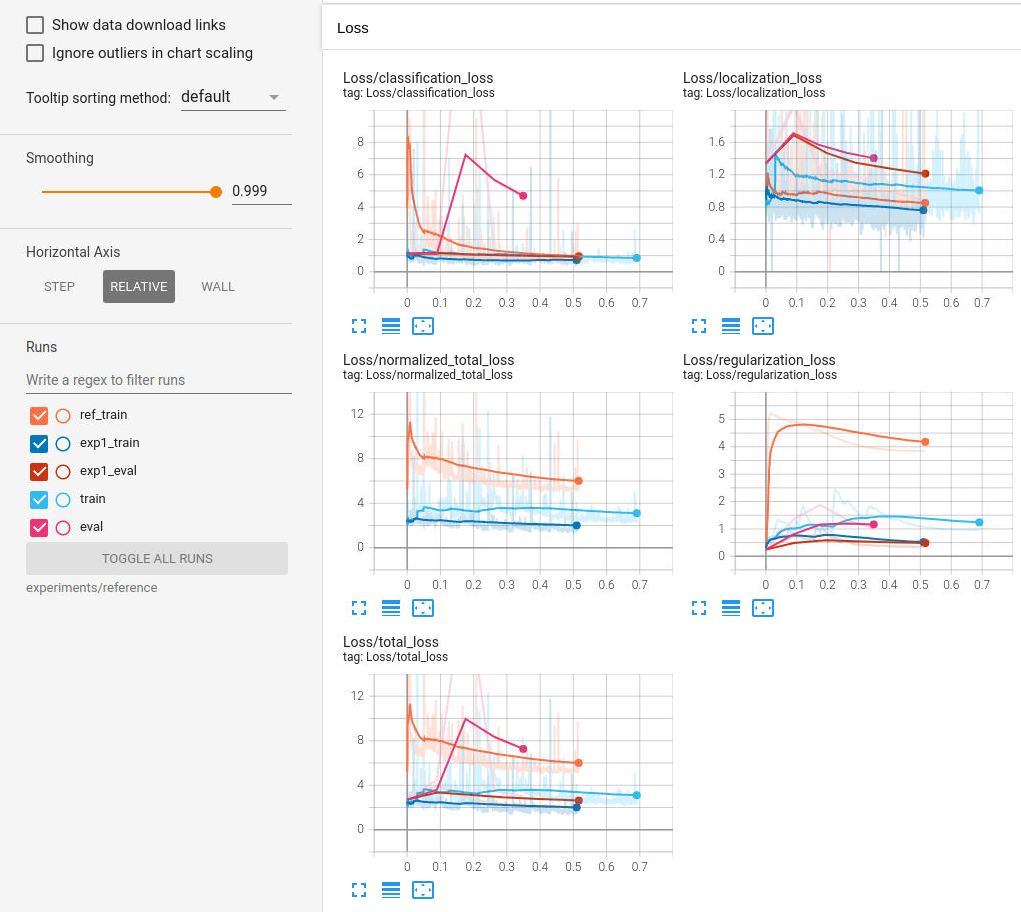 Show data download links
Ignore outliers in chart scaling
Tooltip sorting method: default
Smoothing
0.999
Horizontal Axis
STEP RELATIVE WALL
Runs
Write a regex to filter runs
ref_train
exp1_train
exp1_eval
train
eval
TOGGLE ALL RUNS
experiments/reference
Loss
Loss/classification_loss
tag: Loss/classification_loss
8
6
4
2
0
0 0.1 0.2 0.3 0.4 0.5 0.6 0.7
Loss/localization_loss
tag: Loss/localization_loss
1.6
1.2
0.8
0.4
0
0 0.1 0.2 0.3 0.4 0.5 0.6 0.7
Loss/normalized_total_loss
tag: Loss/normalized_total_loss
12
8
4
0
0 0.1 0.2 0.3 0.4 0.5 0.6 0.7
Loss/regularization_loss
tag: Loss/regularization_loss
5
4
3
2
1
0
0 0.1 0.2 0.3 0.4 0.5 0.6 0.7
Loss/total_loss
tag: Loss/total_loss
12
8
4
0
0 0.1 0.2 0.3 0.4 0.5 0.6 0.7